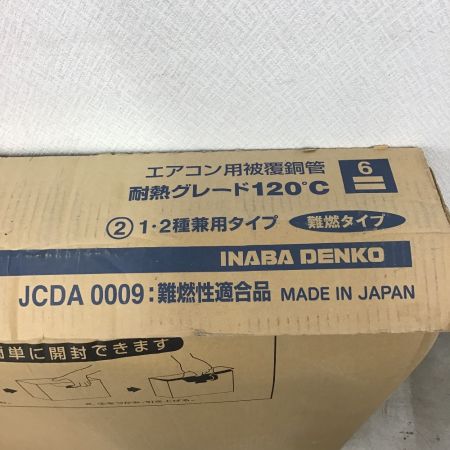 エアコン用被覆銅管 6
耐熱グレード120℃
② 1・2種兼用タイプ 難燃タイプ
INABA DENKO
JCDA 0009:難燃性適合品 MADE IN JAPAN
単に開封できます